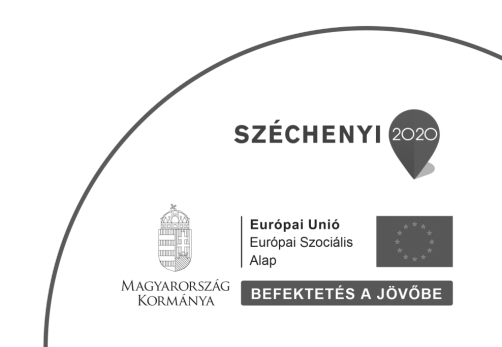 SZÉCHENYI 2020
Európai Unió
Európai Szociális
Alap
MAGYARORSZÁG
KORMÁNYA
BEFEKTETÉS A JÖVŐBE